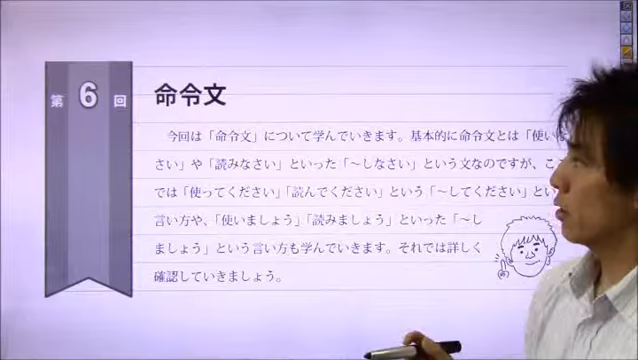 第6回
命令文
今回は「命令文」について学んでいきます。基本的に命令文とは「使い
さい」や「読みなさい」といった「～しなさい」という文なのですが、こ
では「使ってください」「読んでください」という「～してください」とい
言い方や、「使いましょう」「読みましょう」といった「～し
ましょう」という言い方も学んでいきます。それでは詳しく
確認していきましょう。